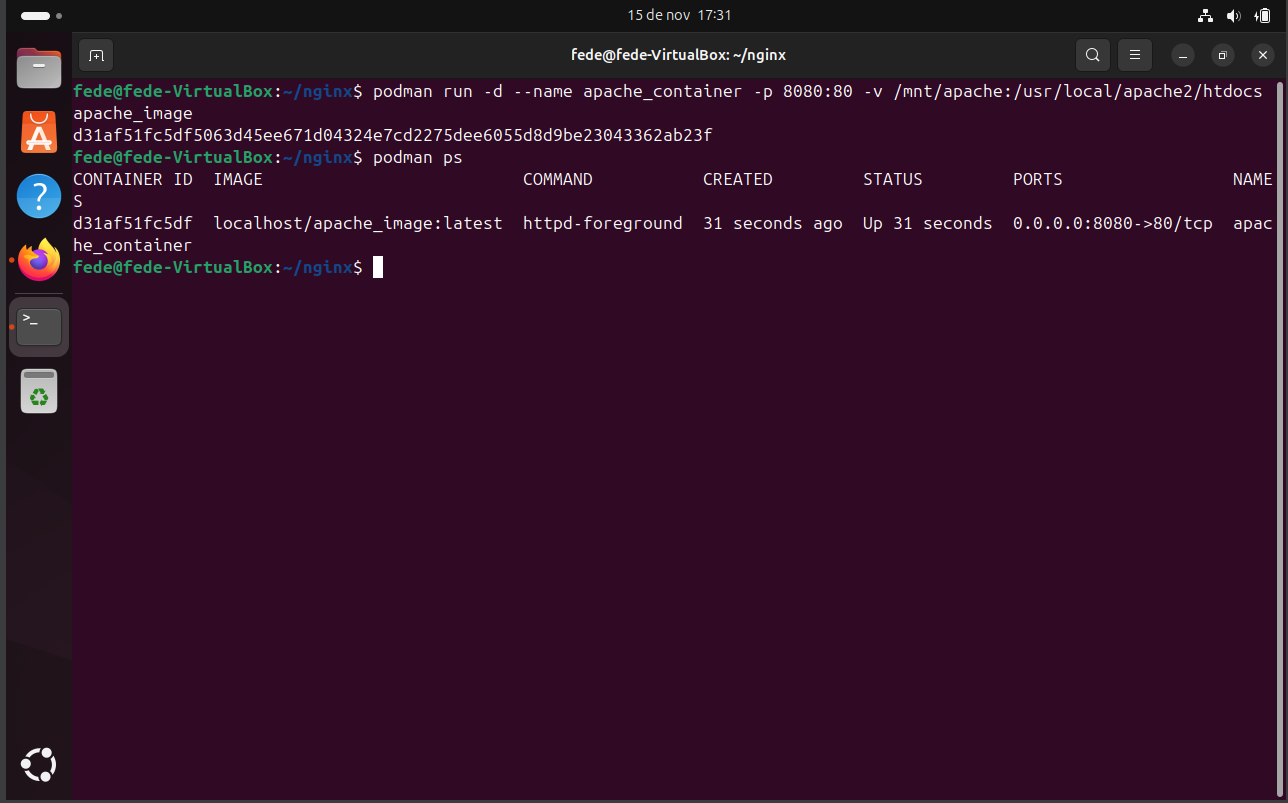 15 de nov 17:31
fede@fede-VirtualBox: ~/nginx
fede@fede-VirtualBox:~/nginx$ podman run -d --name apache_container -p 8080:80 -v /mnt/apache:/usr/local/apache2/htdocs
apache_image
d31af51fc5df5063d45ee671d04324e7cd2275dee6055d8d9be23043362ab23f
fede@fede-VirtualBox:~/nginx$ podman ps
CONTAINER ID  IMAGE                          COMMAND           CREATED         STATUS         PORTS                 NAME
S
d31af51fc5df  localhost/apache_image:latest  httpd-foreground  31 seconds ago  Up 31 seconds  0.0.0.0:8080->80/tcp  apac
he_container
fede@fede-VirtualBox:~/nginx$